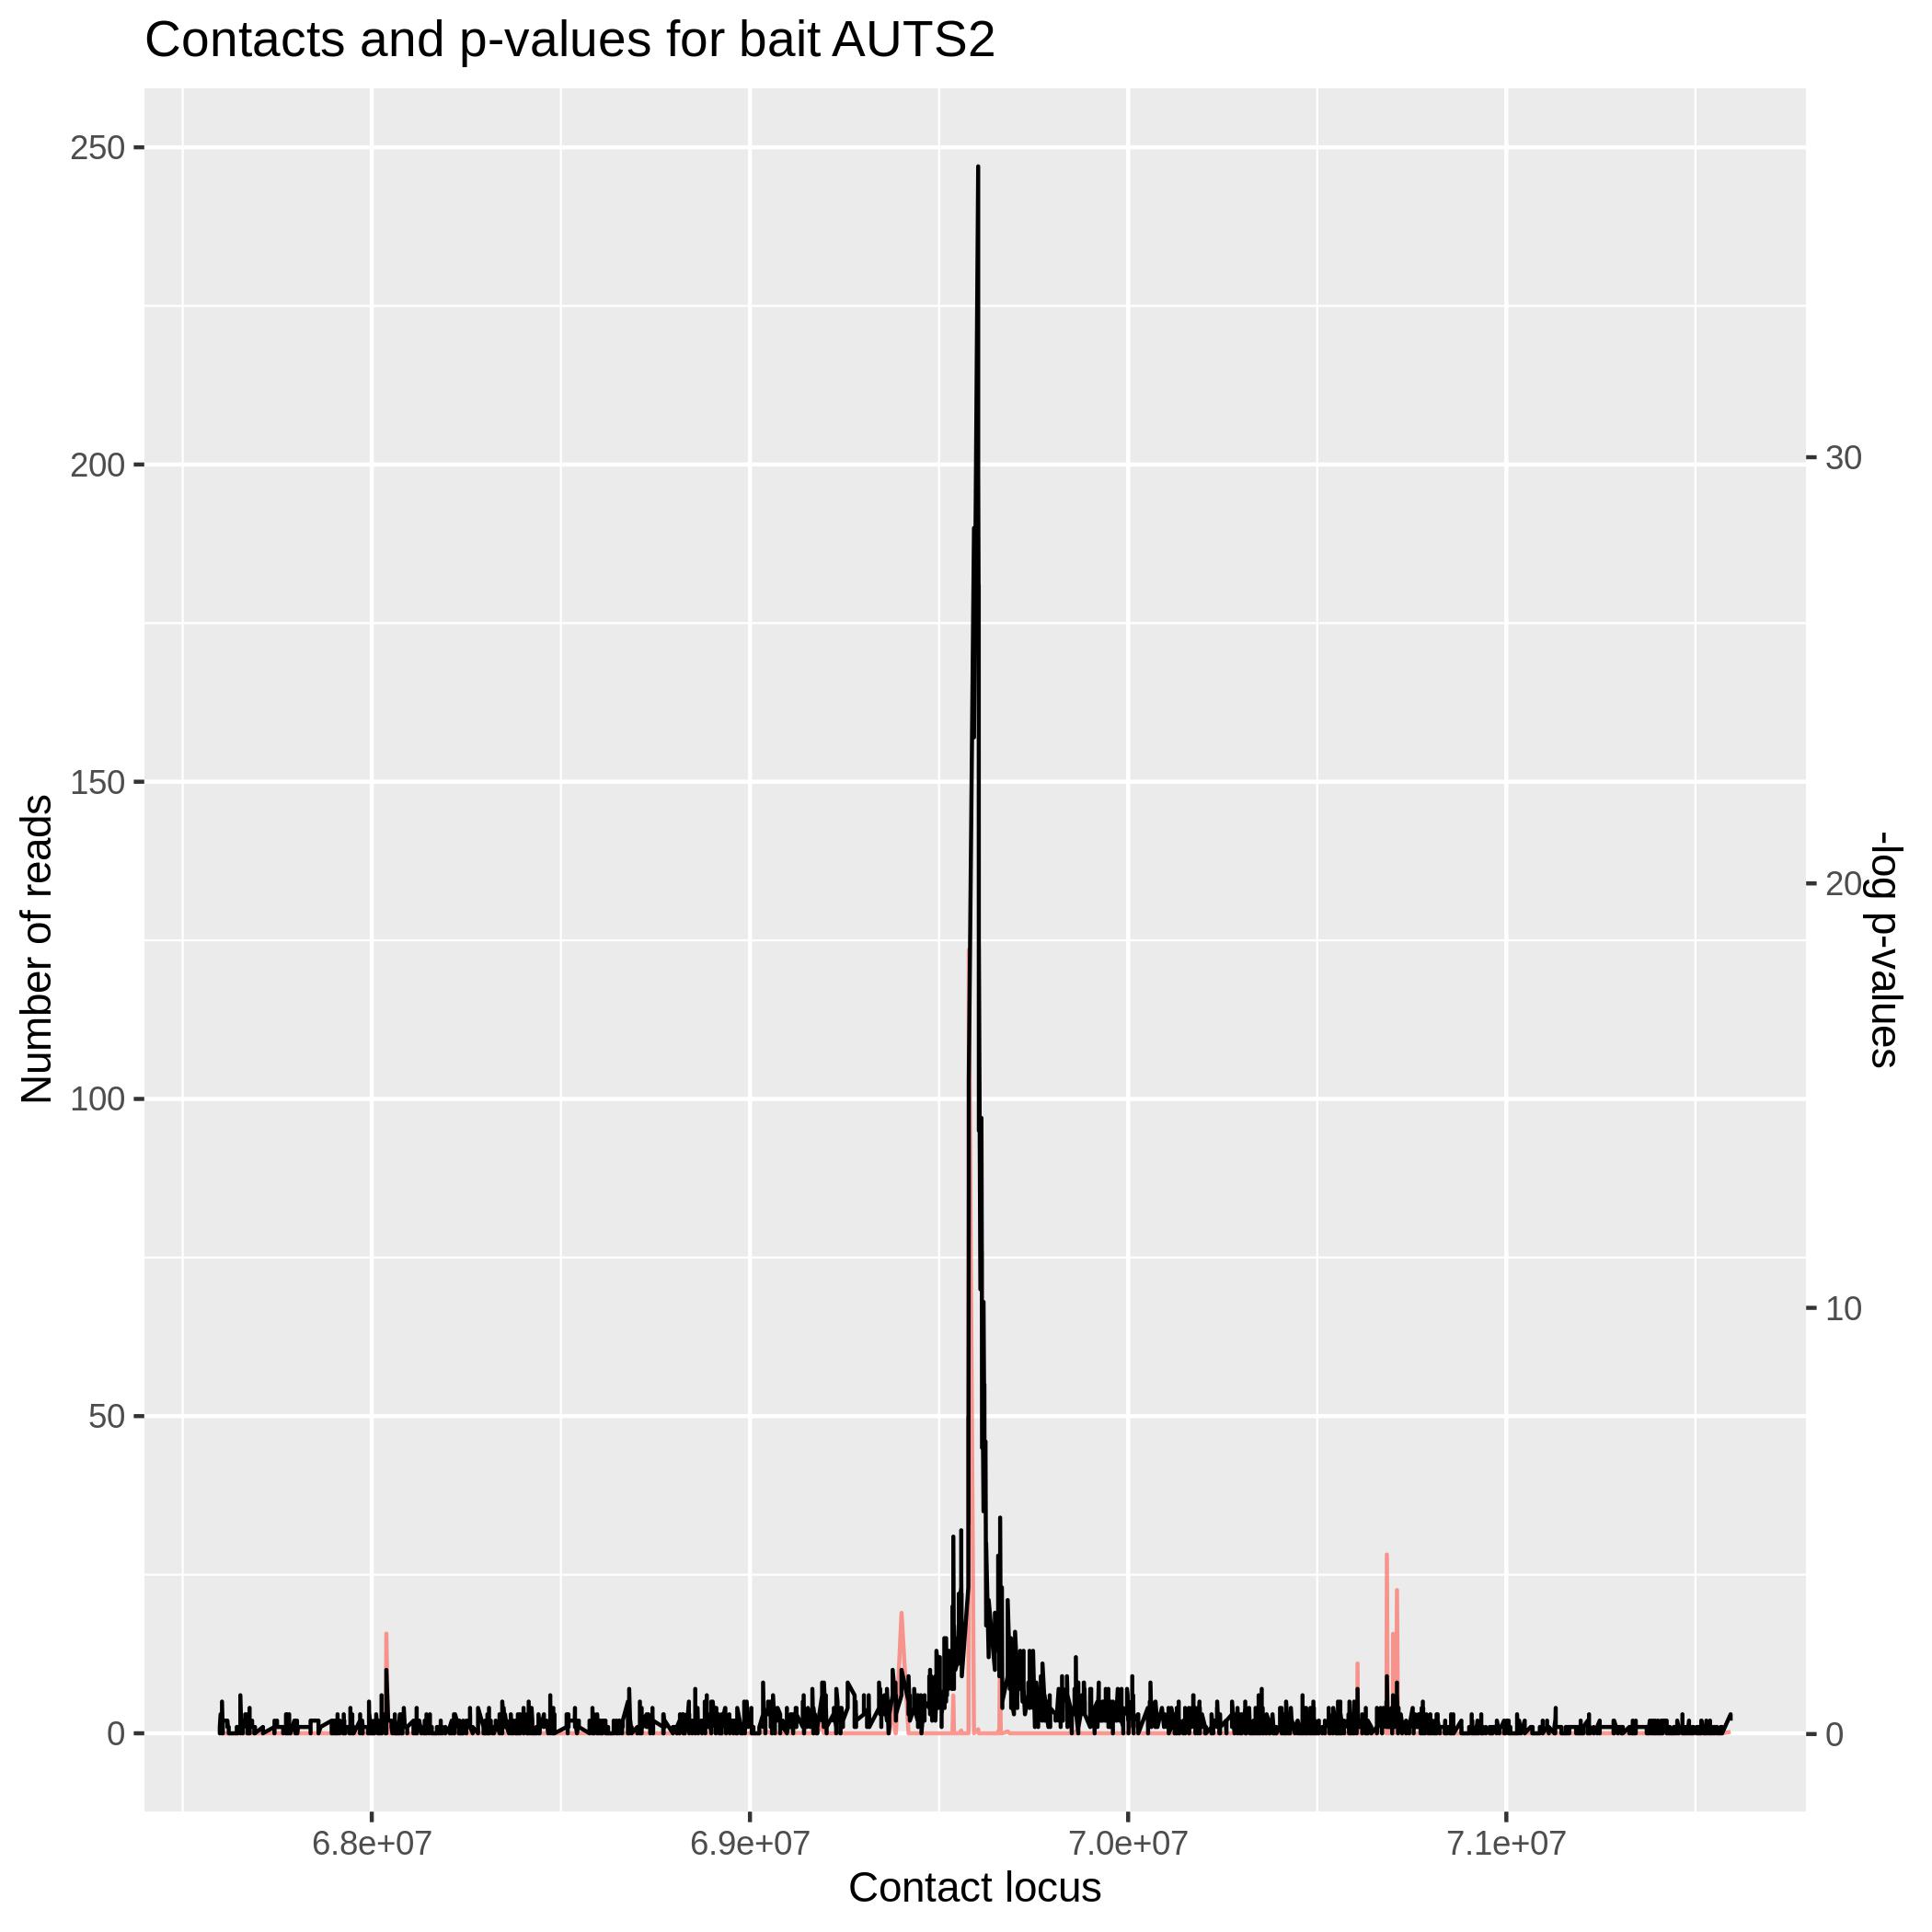 Contacts and p-values for bait AUTS2
250
200
150
100
50
0
Number of reads
30
20
10
0
-log p-values
6.8e+07 6.9e+07 7.0e+07 7.1e+07
Contact locus